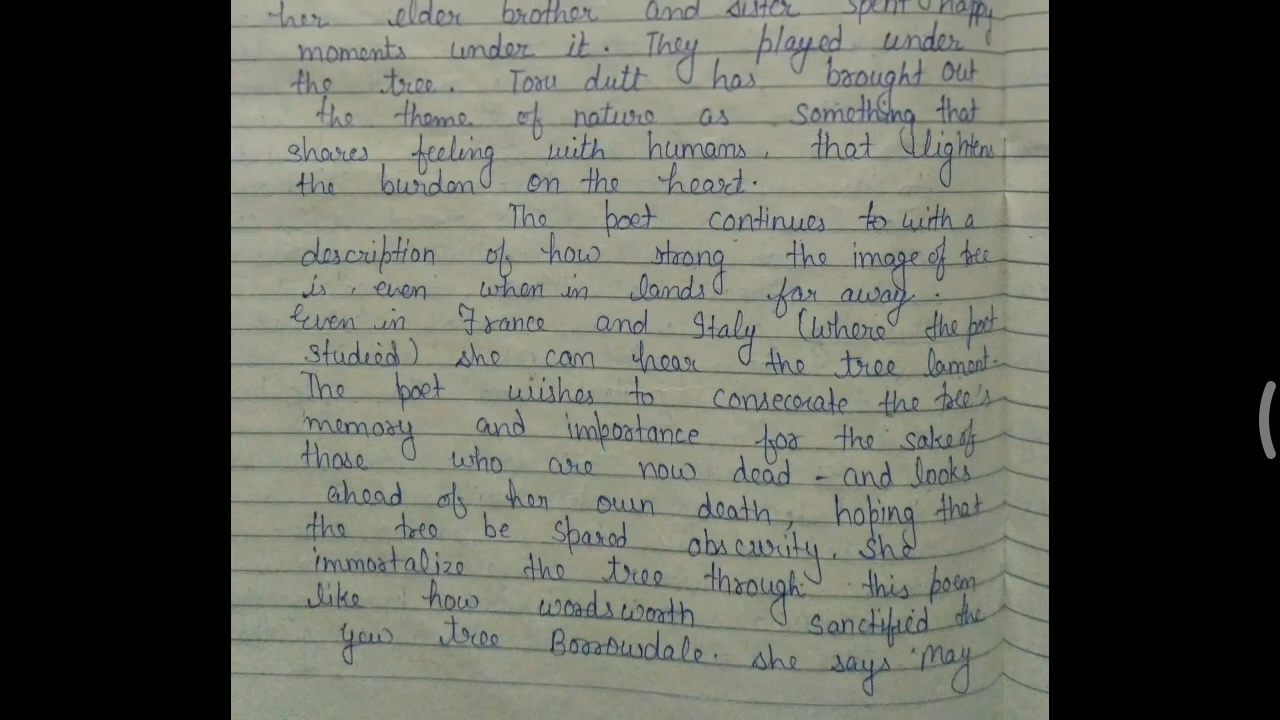 her elder brother and sister spent happy
moments under it. They played under
the tree. Toru dutt has brought out
the theme of nature as something that
shares feeling with humans, that lightens
the burden on the heart.
The poet continues to with a
description of how strong the image of tree
is, even when in lands far away.
Even in France and Italy (where the poet
studied) she can hear the tree lament.
The poet wishes to consecrate the tree's
memory and importance for the sake of
those who are now dead - and looks
ahead of her own death, hoping that
the tree be spared obscurity. She
immortalize the tree through this poem
like how wordsworth sanctified the
yew tree Borrowdale. she says "May